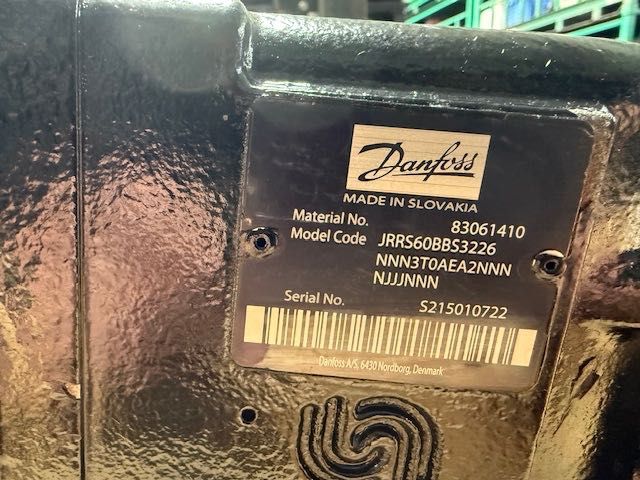 Danfoss
MADE IN SLOVAKIA
Material No. 83061410
Model Code JRRS60BBS3226
NNN3T0AEA2NNN
NJJJNNN
Serial No. S215010722
Danfoss A/S, 6430 Nordborg, Denmark